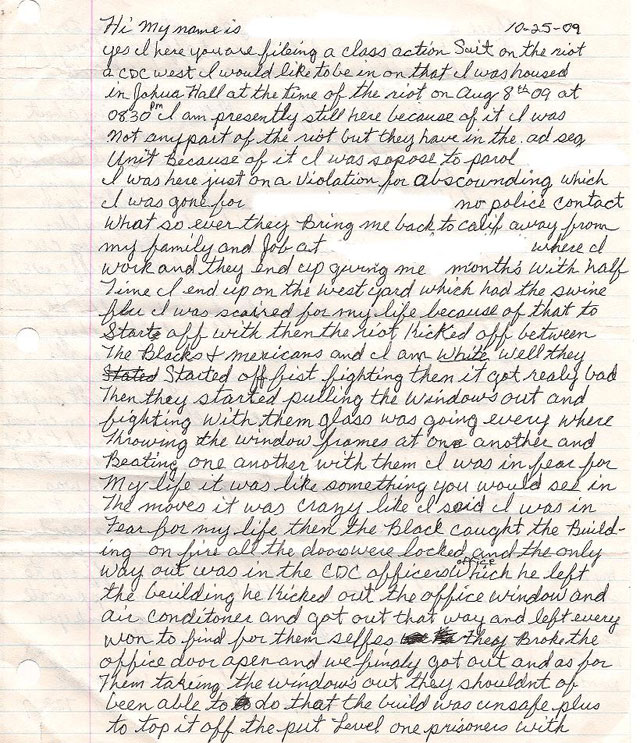 Hi My name is 10-25-09
yes I here you are fileing a class action Suit on the riot
a CDC west I would like to be in on that I was housed
in Johua Hall at the time of the riot on Aug 8th 09 at
0830 pm I am presently still here because of it I was
Not any part of the riot but they have in the ad seg
Unit Because of it I was sopose to parol
I was here just on a Violation for abscounding which
I was gone for no police contact
What so ever they Bring me back to calif away from
my family and Job at where I
work and they end up giveing me months with half
Time I end up on the west yard which had the swine
flu I was scaired for my life because of that to
Starte off with then the riot Kicked off between
The Blacks & mexicans and I am White Well they
Stated Started off fist fighting then it got realy bad
Then they started pulling the windows out and
fighting with them glass was going every where
Throwing the window frames at one another and
Beating one another with them I was in fear for
My life it was like something you would see in
The moves it was crazy like I said I was in
Fear for my life then the Black caught the Build-
ing on fire all the doors were locked and the only
way out was in the CDC officers office which he left
the beuilding he kicked out the office window and
air conditoner and got out that way and left every
won to find for them selfes they Broke the
office door apen and we finaly got out and as for
Them takeing the windows out they shouldnt of
been able to do that the build was unsafe plus
to top it off the put Level one prisoners with